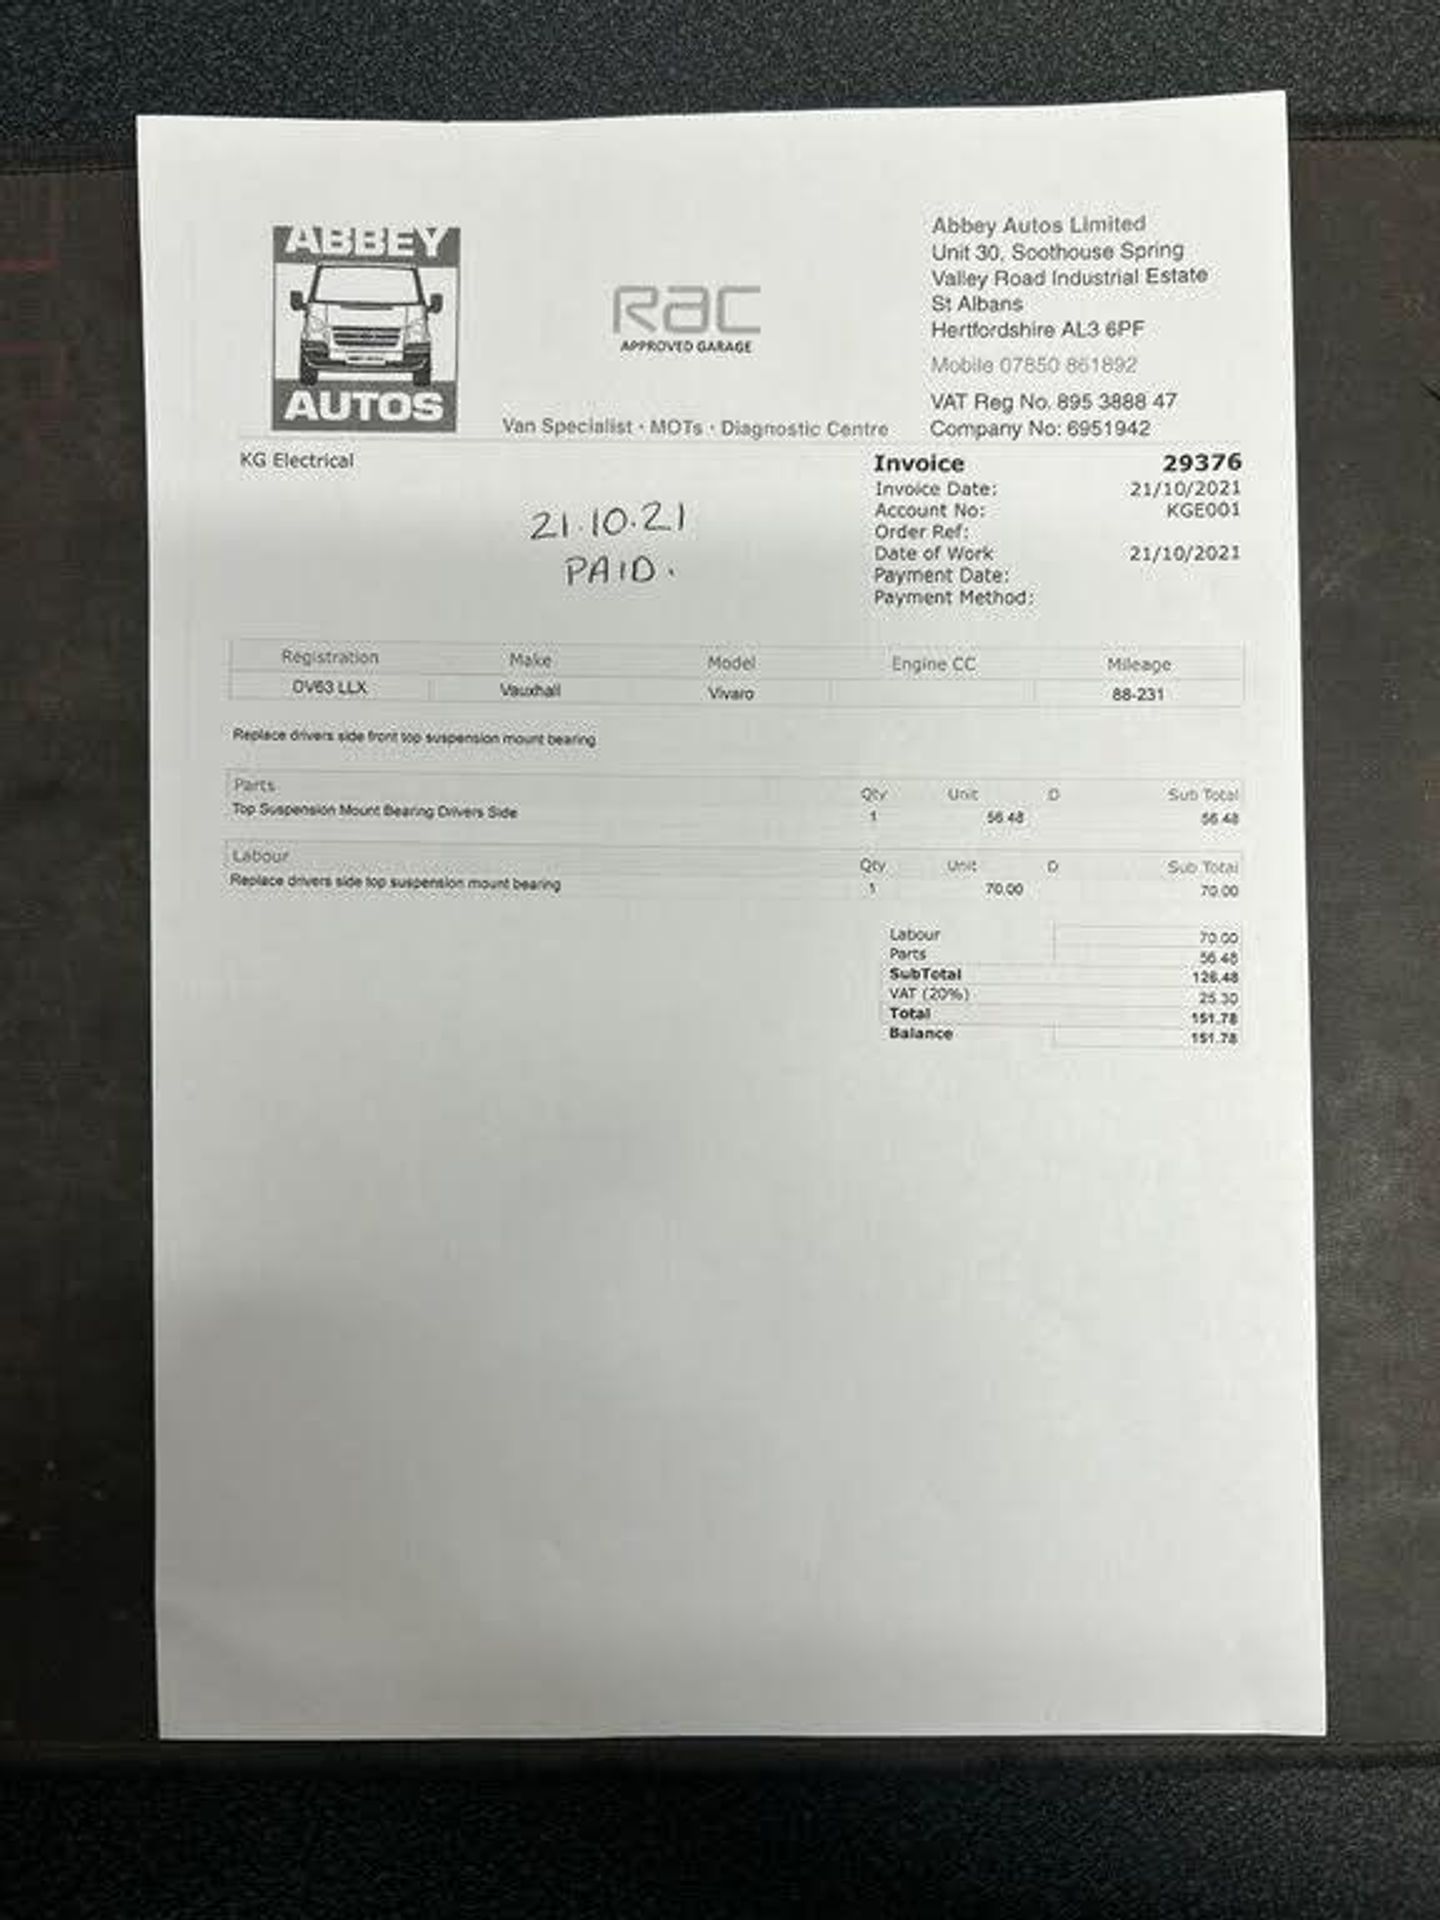 ABBEY
AUTOS
RAC
APPROVED GARAGE
Van Specialist · MOTs · Diagnostic Centre
Abbey Autos Limited
Unit 30, Soothouse Spring
Valley Road Industrial Estate
St Albans
Hertfordshire AL3 6PF
Mobile 07850 861892
VAT Reg No. 895 3888 47
Company No: 6951942
KG Electrical
21.10.21
PAID.
Invoice 29376
Invoice Date: 21/10/2021
Account No: KGE001
Order Ref:
Date of Work 21/10/2021
Payment Date:
Payment Method:
Registration Make Model Engine CC Mileage
OV63 LLX Vauxhall Vivaro 88-231
Replace drivers side front top suspension mount bearing
Parts Qty Unit D Sub Total
Top Suspension Mount Bearing Drivers Side 1 56.48 56.48
Labour Qty Unit D Sub Total
Replace drivers side top suspension mount bearing 1 70.00 70.00
Labour 70.00
Parts 56.48
SubTotal 126.48
VAT (20%) 25.30
Total 151.78
Balance 151.78